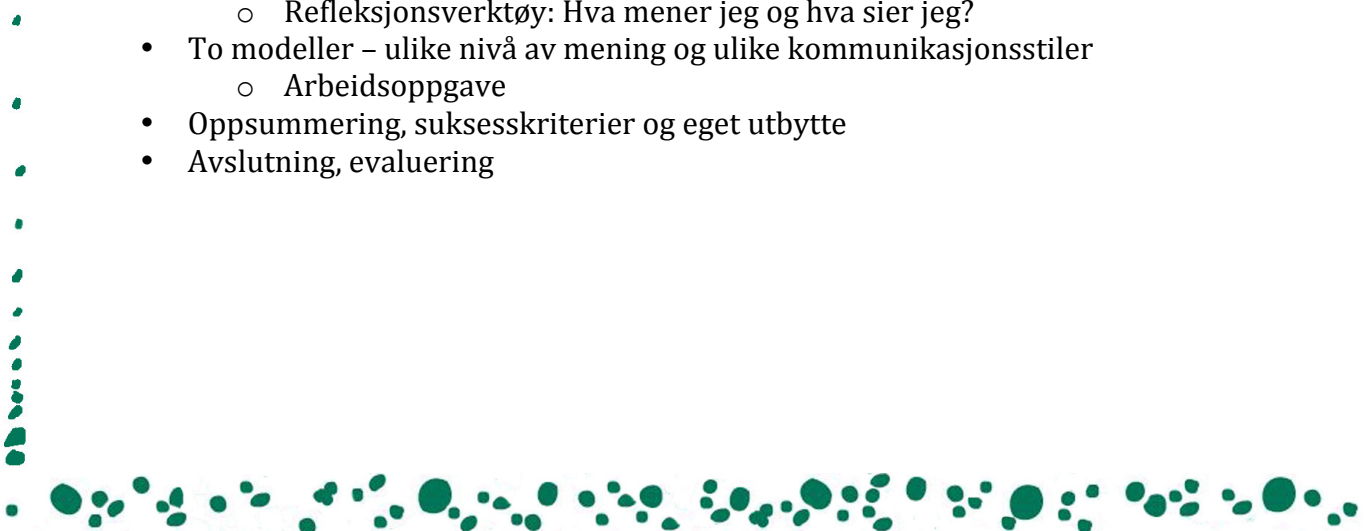 o Refleksjonsverktøy: Hva mener jeg og hva sier jeg?
• To modeller – ulike nivå av mening og ulike kommunikasjonsstiler
o Arbeidsoppgave
• Oppsummering, suksesskriterier og eget utbytte
• Avslutning, evaluering